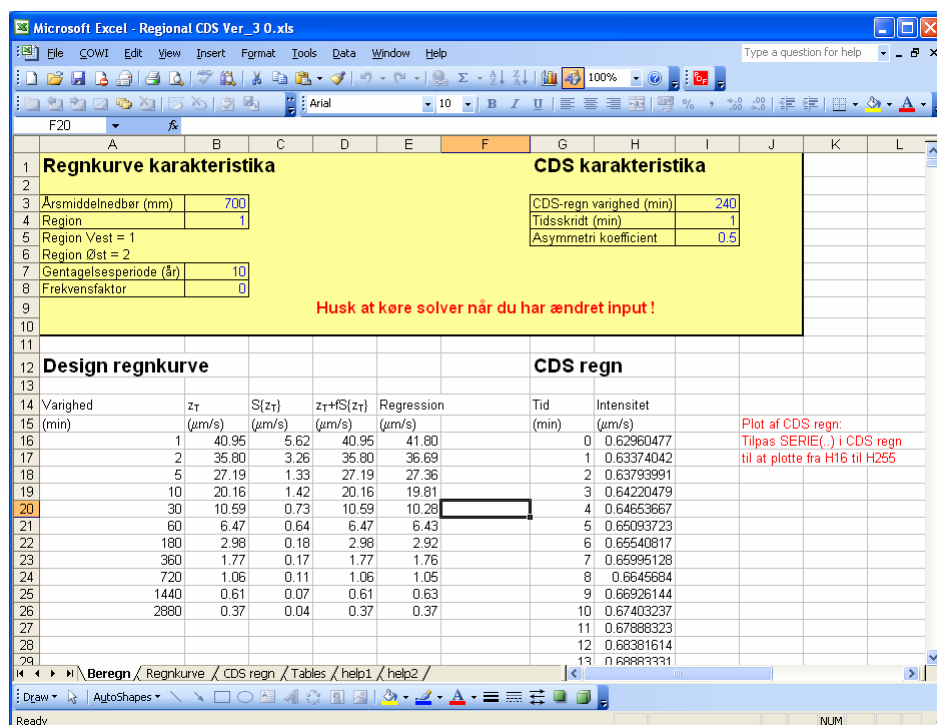 Microsoft Excel - Regional CDS Ver_3 0.xls
File COWI Edit View Insert Format Tools Data Window Help Type a question for help
100%
Arial 10 B I U
F20 fx
A B C D E F G H I J K L
1 Regnkurve karakteristika CDS karakteristika
2
3 Årsmiddelnedbør (mm) 700 CDS-regn varighed (min) 240
4 Region 1 Tidsskridt (min) 1
5 Region Vest = 1 Asymmetri koefficient 0.5
6 Region Øst = 2
7 Gentagelsesperiode (år) 10
8 Frekvensfaktor 0
9 Husk at køre solver når du har ændret input !
10
11
12 Design regnkurve CDS regn
13
14 Varighed zT S{zT} zT+fS{zT} Regression Tid Intensitet
15 (min) (µm/s) (µm/s) (µm/s) (µm/s) (min) (µm/s) Plot af CDS regn:
16 1 40.95 5.62 40.95 41.80 0 0.62960477 Tilpas SERIE(..) i CDS regn
17 2 35.80 3.26 35.80 36.69 1 0.63374042 til at plotte fra H16 til H255
18 5 27.19 1.33 27.19 27.36 2 0.63793991
19 10 20.16 1.42 20.16 19.81 3 0.64220479
20 30 10.59 0.73 10.59 10.28 4 0.64653667
21 60 6.47 0.64 6.47 6.43 5 0.65093723
22 180 2.98 0.18 2.98 2.92 6 0.65540817
23 360 1.77 0.17 1.77 1.76 7 0.65995128
24 720 1.06 0.11 1.06 1.05 8 0.6645684
25 1440 0.61 0.07 0.61 0.63 9 0.66926144
26 2880 0.37 0.04 0.37 0.37 10 0.67403237
27 11 0.67888323
28 12 0.68381614
29 13 0.68883331
Beregn Regnkurve CDS regn Tables help1 help2
Draw AutoShapes
Ready NUM